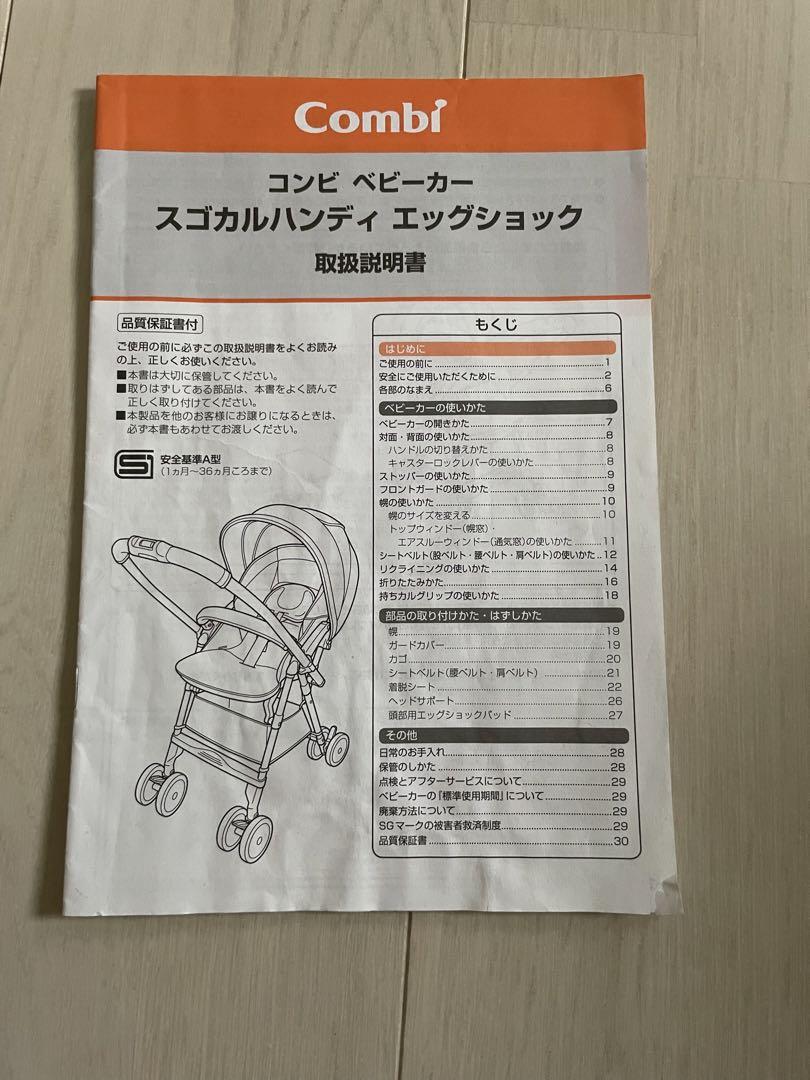 Combi
コンビ ベビーカー
スゴカルハンディ エッグショック
取扱説明書
品質保証書付
ご使用の前に必ずこの取扱説明書をよくお読み
の上、正しくお使いください。
■本書は大切に保管してください。
■取りはずしてある部品は、本書をよく読んで
正しく取り付けてください。
■本製品を他のお客様にお譲りになるときは、
必ず本書もあわせてお渡しください。
安全基準A型
(1ヵ月〜36ヵ月ころまで)
もくじ
はじめに
ご使用の前に……1
安全にご使用いただくために……2
各部のなまえ……6
ベビーカーの使いかた
ベビーカーの開きかた……7
対面・背面の使いかた……8
ハンドルの切り替えかた……8
キャスターロックレバーの使いかた……8
ストッパーの使いかた……9
フロントガードの使いかた……9
幌の使いかた……10
幌のサイズを変える……10
トップウィンドー(幌窓)・
エアスルーウィンドー(通気窓)の使いかた……11
シートベルト(股ベルト・腰ベルト・肩ベルト)の使いかた..12
リクライニングの使いかた……14
折りたたみかた……16
持ちカルグリップの使いかた……18
部品の取り付けかた・はずしかた
幌……19
ガードカバー……19
カゴ……20
シートベルト(腰ベルト・肩ベルト)……21
着脱シート……22
ヘッドサポート……26
頭部用エッグショックパッド……27
その他
日常のお手入れ……28
保管のしかた……28
点検とアフターサービスについて……29
ベビーカーの「標準使用期間」について……29
廃棄方法について……29
SGマークの被害者救済制度……29
品質保証書……30